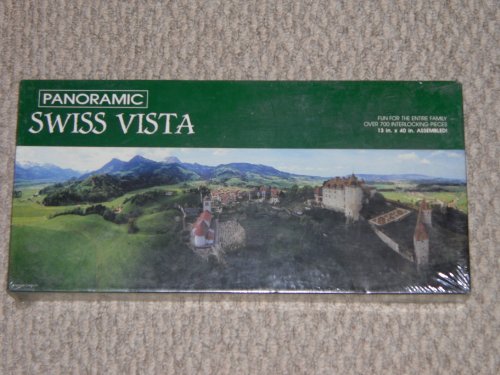 PANORAMIC
SWISS VISTA
FUN FOR THE ENTIRE FAMILY
OVER 700 INTERLOCKING PIECES
13 in. x 40 in. ASSEMBLED!